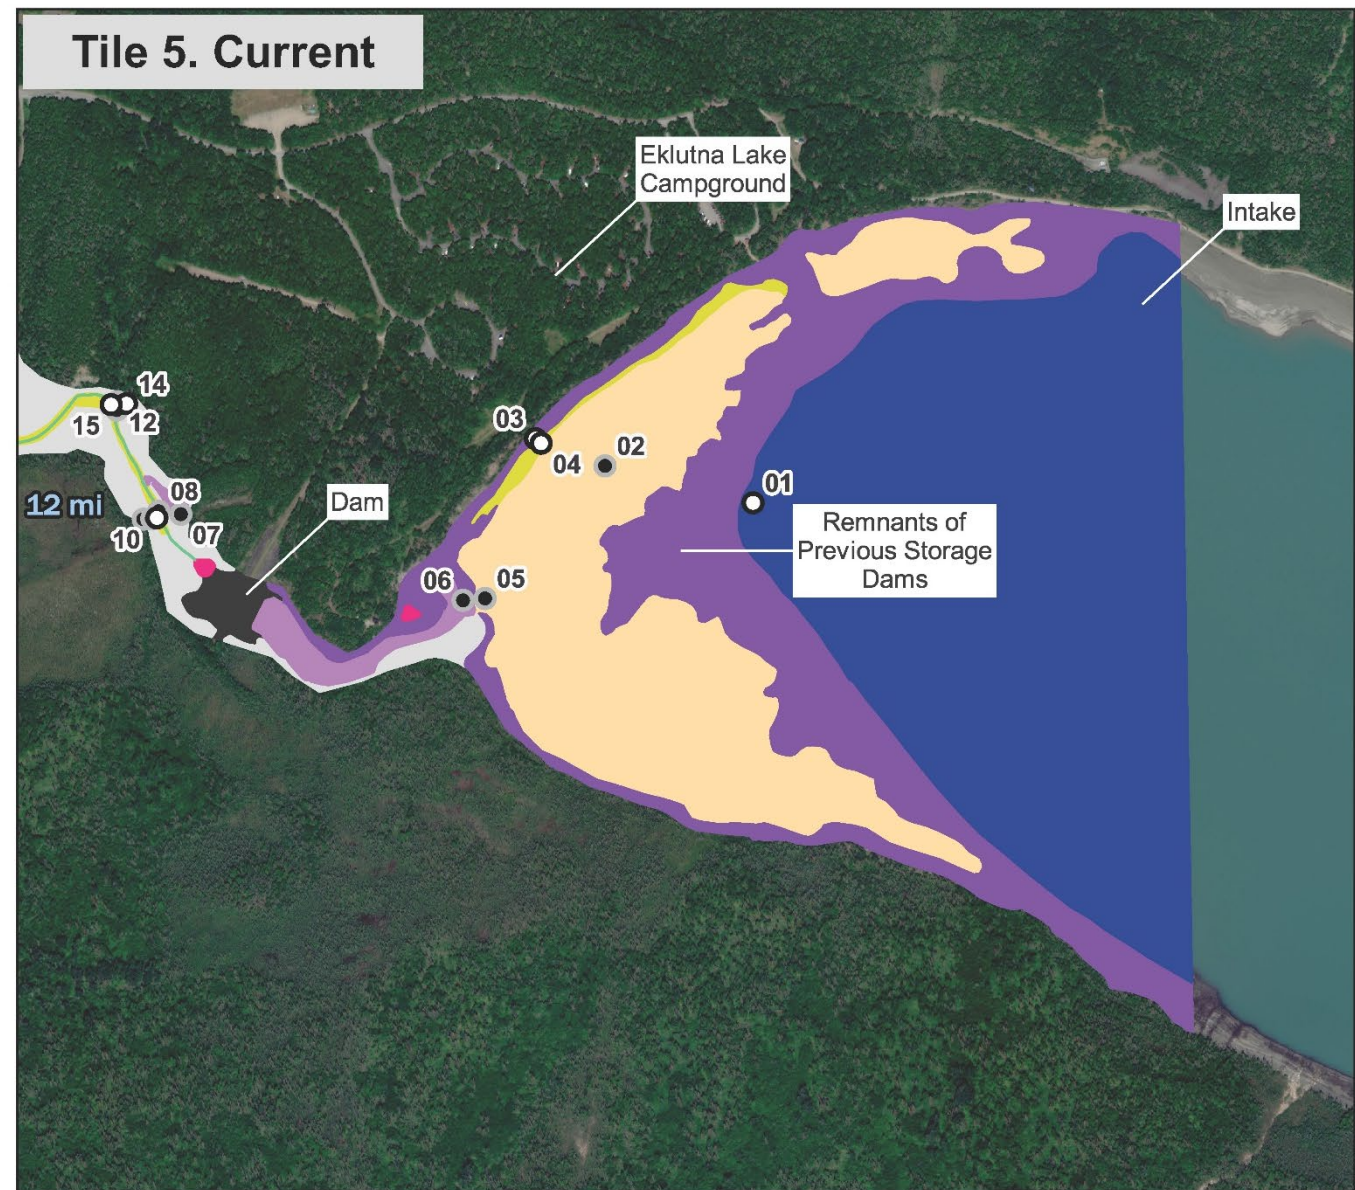 Tile 5. Current
Eklutna Lake
Campground
Intake
14
15
12
03
04
02
01
12 mi
08
10
07
Dam
Remnants of
Previous Storage
Dams
06
05